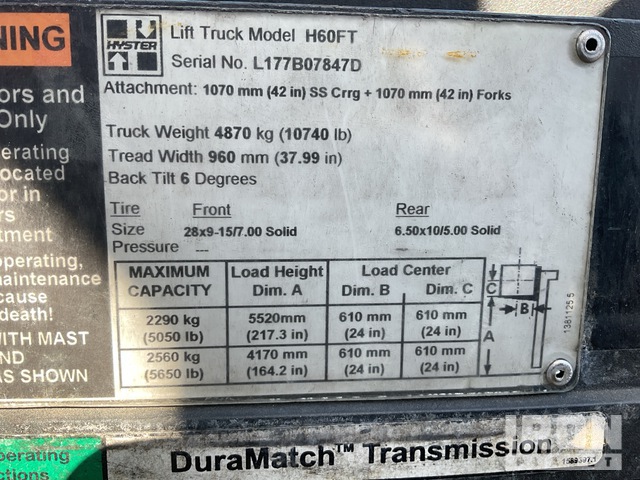 NING
ors and
Only
erating
ocated
or in
rs
tment
operating,
maintenance
cause
death!
WITH MAST
ND
AS SHOWN
HYSTER
Lift Truck Model H60FT
Serial No. L177B07847D
Attachment: 1070 mm (42 in) SS Crrg + 1070 mm (42 in) Forks
Truck Weight 4870 kg (10740 lb)
Tread Width 960 mm (37.99 in)
Back Tilt 6 Degrees
Tire Front Rear
Size 28x9-15/7.00 Solid 6.50x10/5.00 Solid
Pressure __ __
MAXIMUM CAPACITY Load Height Dim. A Load Center Dim. B Dim. C
2290 kg (5050 lb) 5520mm (217.3 in) 610 mm (24 in) 610 mm (24 in)
2560 kg (5650 lb) 4170 mm (164.2 in) 610 mm (24 in) 610 mm (24 in)
C
B
A
1381125 5
perating
ctions
DuraMatch™ Transmission
IRON
PLANET